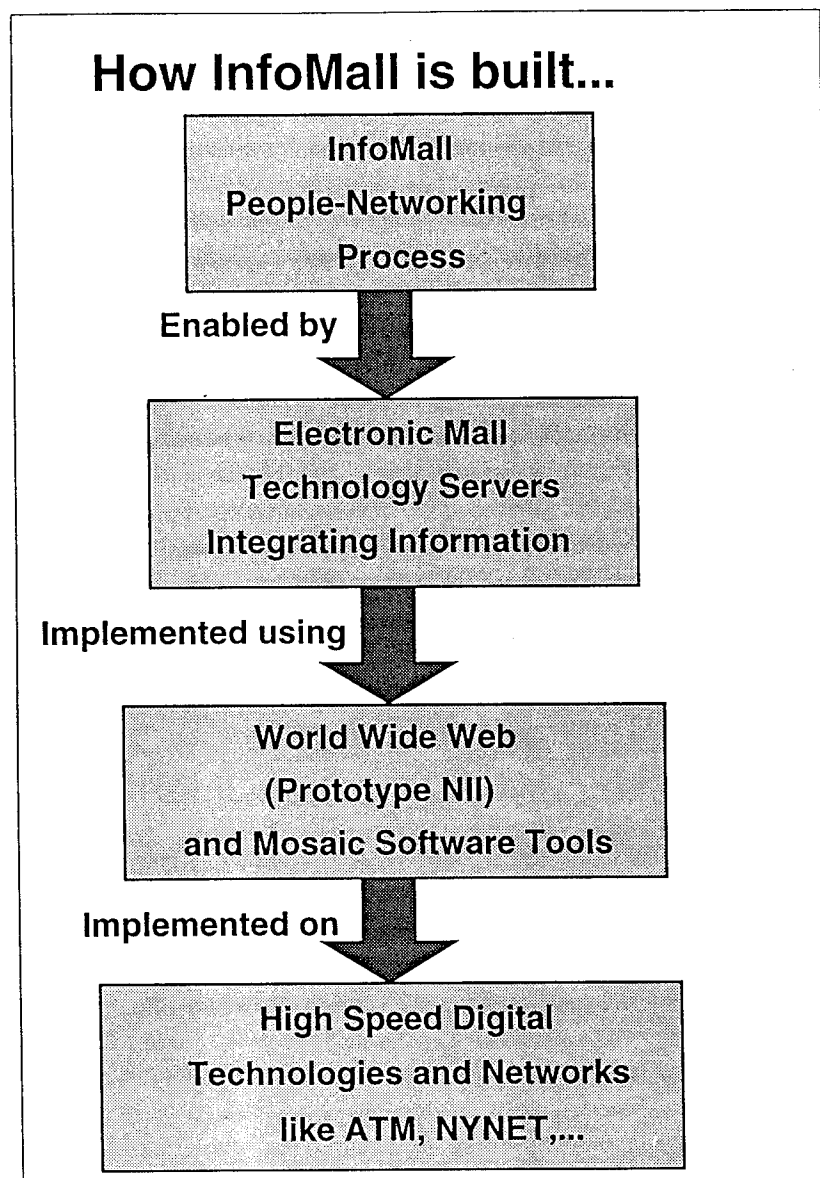 How InfoMall is built...
InfoMall
People-Networking
Process
Enabled by
Electronic Mall
Technology Servers
Integrating Information
Implemented using
World Wide Web
(Prototype NII)
and Mosaic Software Tools
Implemented on
High Speed Digital
Technologies and Networks
like ATM, NYNET,...